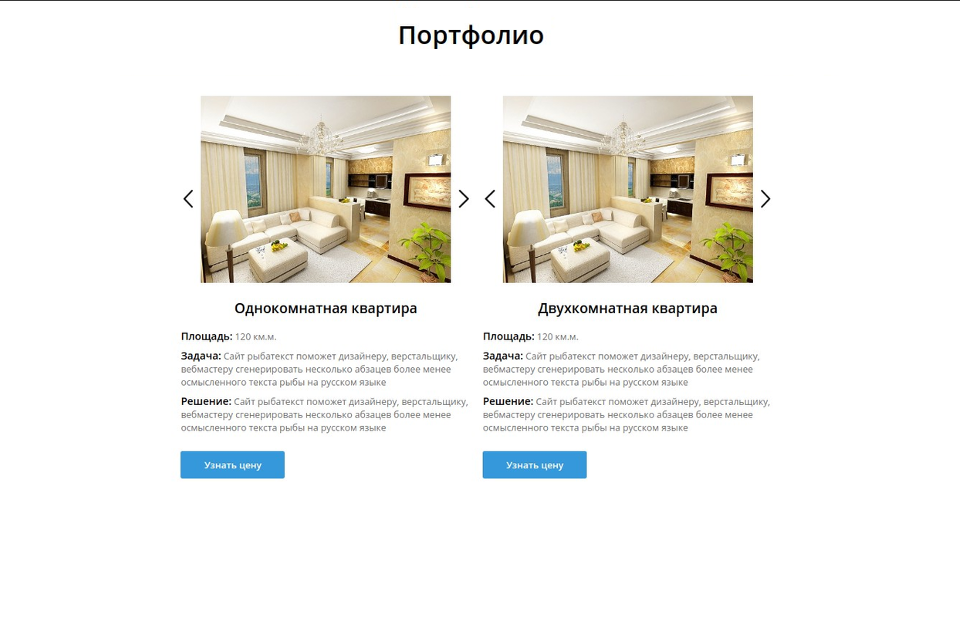 Портфолио
Однокомнатная квартира
Площадь: 120 км.м.
Задача: Сайт рыбатекст поможет дизайнеру, верстальщику,
вебмастеру сгенерировать несколько абзацев более менее
осмысленного текста рыбы на русском языке
Решение: Сайт рыбатекст поможет дизайнеру, верстальщику,
вебмастеру сгенерировать несколько абзацев более менее
осмысленного текста рыбы на русском языке
Узнать цену
Двухкомнатная квартира
Площадь: 120 км.м.
Задача: Сайт рыбатекст поможет дизайнеру, верстальщику,
вебмастеру сгенерировать несколько абзацев более менее
осмысленного текста рыбы на русском языке
Решение: Сайт рыбатекст поможет дизайнеру, верстальщику,
вебмастеру сгенерировать несколько абзацев более менее
осмысленного текста рыбы на русском языке
Узнать цену